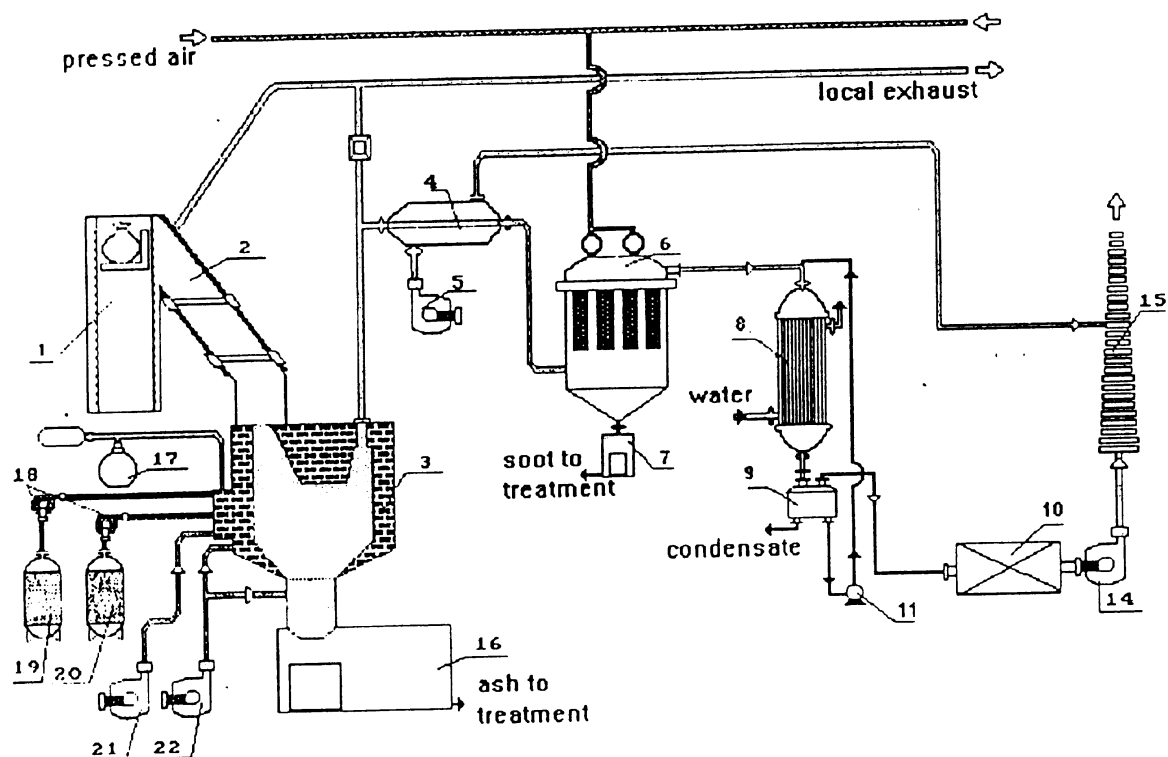 pressed air
local exhaust
4
6
2
5
15
1
8
water
17
3
soot to
treatment
7
18
9
condensate
10
11
14
19
20
16
ash to
treatment
21
22